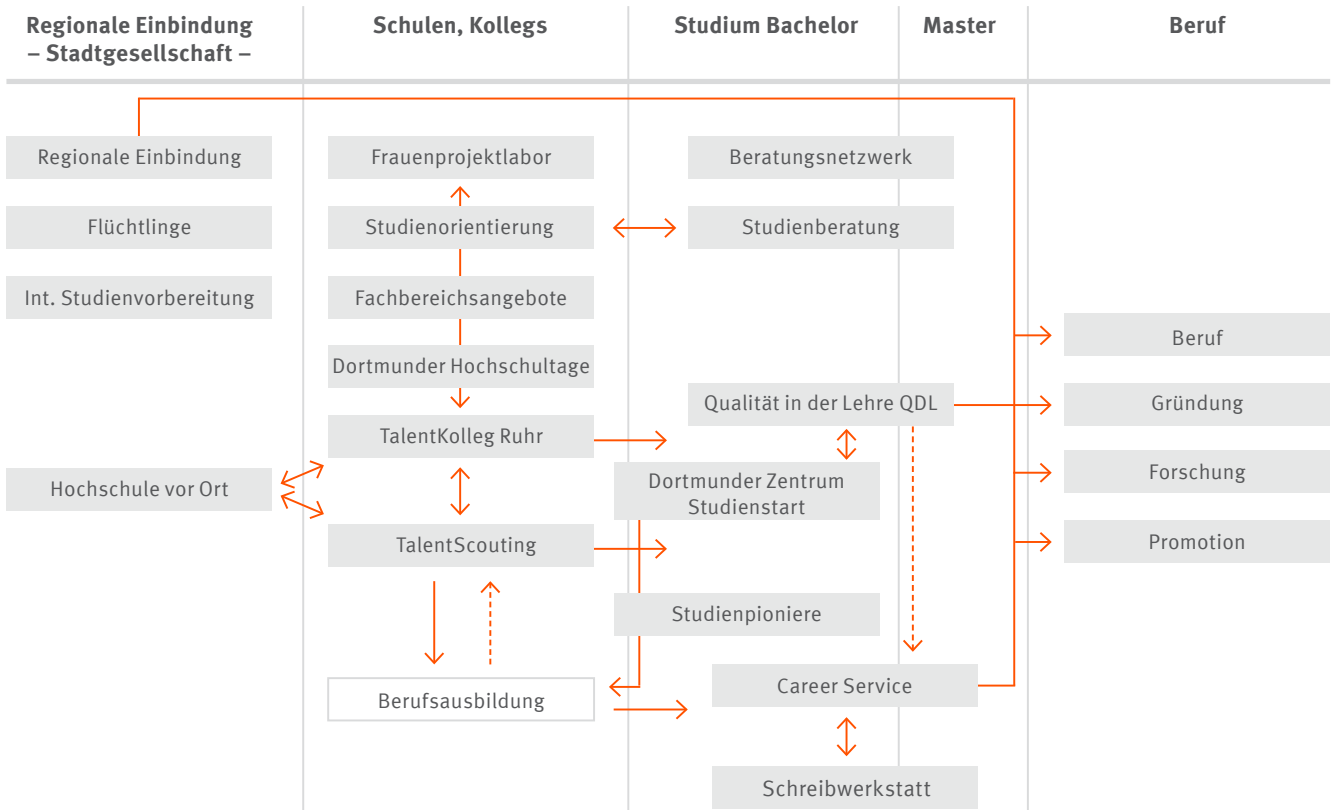 Regionale Einbindung
– Stadtgesellschaft –
Schulen, Kollegs
Studium Bachelor
Master
Beruf
Regionale Einbindung
Frauenprojektlabor
Beratungsnetzwerk
Flüchtlinge
Studienorientierung
Studienberatung
Int. Studienvorbereitung
Fachbereichsangebote
Beruf
Dortmunder Hochschultage
Qualität in der Lehre QDL
Gründung
TalentKolleg Ruhr
Hochschule vor Ort
Dortmunder Zentrum
Studienstart
Forschung
TalentScouting
Promotion
Studienpioniere
Berufsausbildung
Career Service
Schreibwerkstatt